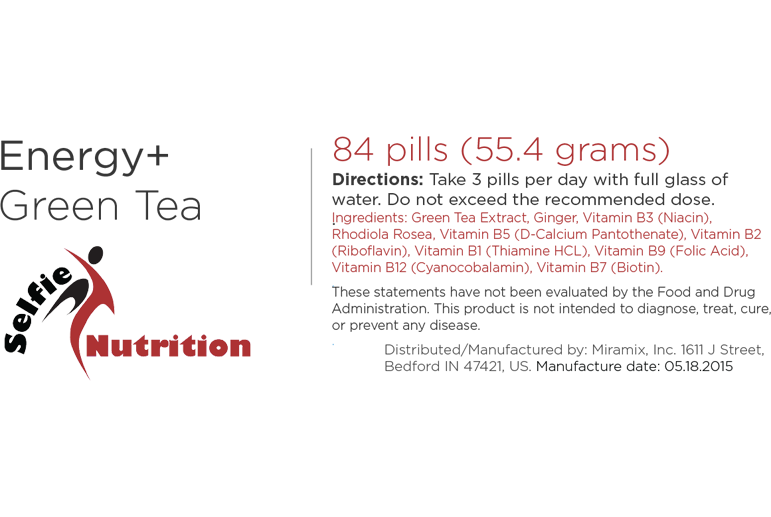 Energy+
Green Tea
Selfie
Nutrition
84 pills (55.4 grams)
Directions: Take 3 pills per day with full glass of
water. Do not exceed the recommended dose.
Ingredients: Green Tea Extract, Ginger, Vitamin B3 (Niacin),
Rhodiola Rosea, Vitamin B5 (D-Calcium Pantothenate), Vitamin B2
(Riboflavin), Vitamin B1 (Thiamine HCL), Vitamin B9 (Folic Acid),
Vitamin B12 (Cyanocobalamin), Vitamin B7 (Biotin).
These statements have not been evaluated by the Food and Drug
Administration. This product is not intended to diagnose, treat, cure,
or prevent any disease.
Distributed/Manufactured by: Miramix, Inc. 1611 J Street,
Bedford IN 47421, US. Manufacture date: 05.18.2015